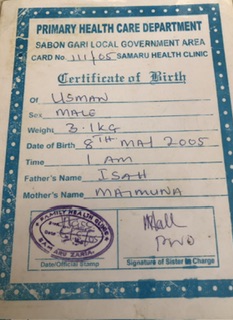 PRIMARY HEALTH CARE DEPARTMENT
SABON GARI LOCAL GOVERNMENT AREA
CARD No. 111/05 SAMARU HEALTH CLINIC
Certificate of Birth
Of USMAN
Sex MALE
Weight 3.1KG
Date of Birth 8TH MAY 2005
Time 1 AM
Father's Name ISAH
Mother's Name MAIMUNA
Date/Official Stamp
Signature of Sister in Charge